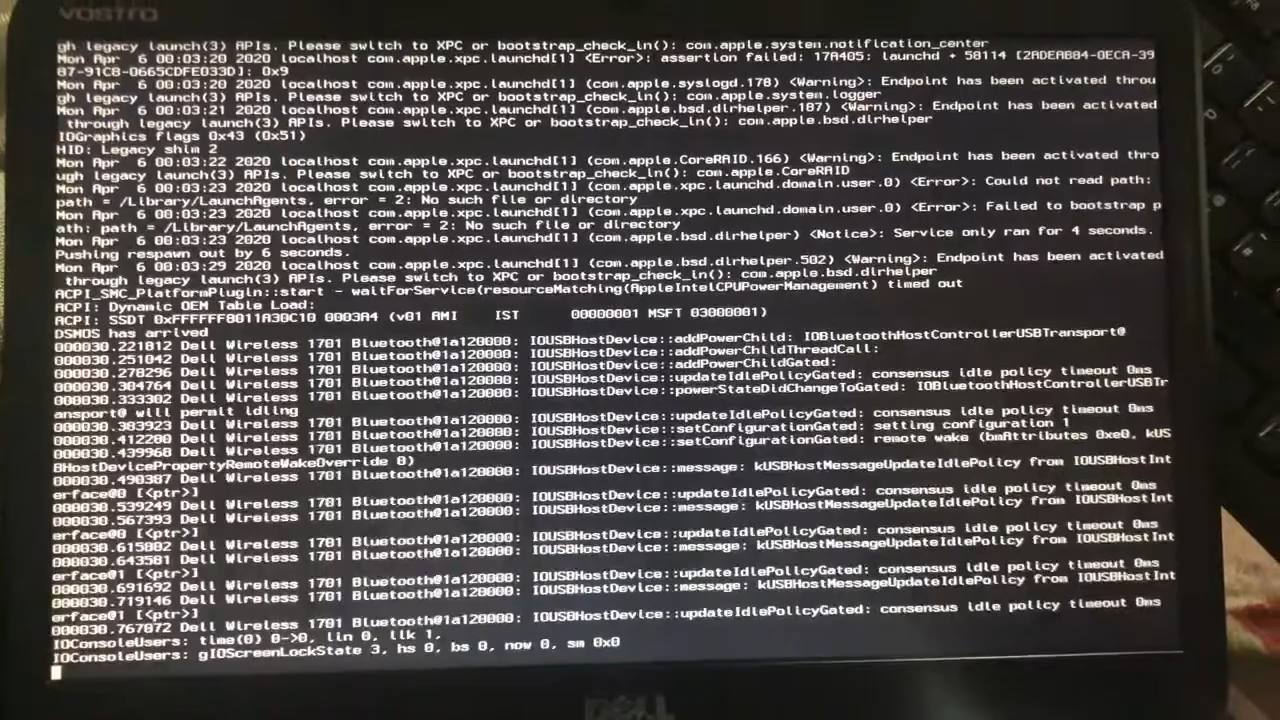 VOSTRO
gh legacy launch(3) APIs. Please switch to XPC or bootstrap_check_in(): com.apple.system.notification_center
Mon Apr  6 00:03:20 2020 localhost com.apple.xpc.launchd[1] <Error>: assertion failed: 17A405: launchd + 58114 [2ADEAB84-0ECA-39
87-91C8-0665CDFE033D]: 0x9
Mon Apr  6 00:03:20 2020 localhost com.apple.xpc.launchd[1] (com.apple.syslogd.178) <Warning>: Endpoint has been activated throu
gh legacy launch(3) APIs. Please switch to XPC or bootstrap_check_in(): com.apple.system.logger
Mon Apr  6 00:03:21 2020 localhost com.apple.xpc.launchd[1] (com.apple.bsd.dirhelper.187) <Warning>: Endpoint has been activated
 through legacy launch(3) APIs. Please switch to XPC or bootstrap_check_in(): com.apple.bsd.dirhelper
IOGraphics flags 0x43 (0x51)
HID: Legacy shim 2
Mon Apr  6 00:03:22 2020 localhost com.apple.xpc.launchd[1] (com.apple.CoreRAID.166) <Warning>: Endpoint has been activated thro
ugh legacy launch(3) APIs. Please switch to XPC or bootstrap_check_in(): com.apple.CoreRAID
Mon Apr  6 00:03:23 2020 localhost com.apple.xpc.launchd[1] (com.apple.xpc.launchd.domain.user.0) <Error>: Could not read path:
path = /Library/LaunchAgents, error = 2: No such file or directory
Mon Apr  6 00:03:23 2020 localhost com.apple.xpc.launchd[1] (com.apple.xpc.launchd.domain.user.0) <Error>: Failed to bootstrap p
ath: path = /Library/LaunchAgents, error = 2: No such file or directory
Mon Apr  6 00:03:23 2020 localhost com.apple.xpc.launchd[1] (com.apple.bsd.dirhelper) <Notice>: Service only ran for 4 seconds.
Pushing respawn out by 6 seconds.
Mon Apr  6 00:03:29 2020 localhost com.apple.xpc.launchd[1] (com.apple.bsd.dirhelper.502) <Warning>: Endpoint has been activated
 through legacy launch(3) APIs. Please switch to XPC or bootstrap_check_in(): com.apple.bsd.dirhelper
ACPI_SMC_PlatformPlugin::start - waitForService(resourceMatching(AppleIntelCPUPowerManagement) timed out
ACPI: Dynamic OEM Table Load:
ACPI: SSDT 0xFFFFFF8011A30C10 0003A4 (v01 AMI    IST      00000001 MSFT 03000001)
DSMOS has arrived
000030.221812 Dell Wireless 1701 Bluetooth@1a120000: IOUSBHostDevice::addPowerChild: IOBluetoothHostControllerUSBTransport@
000030.251042 Dell Wireless 1701 Bluetooth@1a120000: IOUSBHostDevice::addPowerChildThreadCall:
000030.278296 Dell Wireless 1701 Bluetooth@1a120000: IOUSBHostDevice::addPowerChildGated:
000030.304764 Dell Wireless 1701 Bluetooth@1a120000: IOUSBHostDevice::updateIdlePolicyGated: consensus idle policy timeout 0ms
000030.333302 Dell Wireless 1701 Bluetooth@1a120000: IOUSBHostDevice::powerStateDidChangeToGated: IOBluetoothHostControllerUSBTr
ansport@ will permit idling
000030.383923 Dell Wireless 1701 Bluetooth@1a120000: IOUSBHostDevice::updateIdlePolicyGated: consensus idle policy timeout 0ms
000030.412200 Dell Wireless 1701 Bluetooth@1a120000: IOUSBHostDevice::setConfigurationGated: setting configuration 1
000030.439968 Dell Wireless 1701 Bluetooth@1a120000: IOUSBHostDevice::setConfigurationGated: remote wake (bmAttributes 0xe0, kUS
BHostDevicePropertyRemoteWakeOverride 0)
000030.490387 Dell Wireless 1701 Bluetooth@1a120000: IOUSBHostDevice::message: kUSBHostMessageUpdateIdlePolicy from IOUSBHostInt
erface@0 [<ptr>]
000030.539249 Dell Wireless 1701 Bluetooth@1a120000: IOUSBHostDevice::updateIdlePolicyGated: consensus idle policy timeout 0ms
000030.567393 Dell Wireless 1701 Bluetooth@1a120000: IOUSBHostDevice::message: kUSBHostMessageUpdateIdlePolicy from IOUSBHostInt
erface@0 [<ptr>]
000030.615802 Dell Wireless 1701 Bluetooth@1a120000: IOUSBHostDevice::updateIdlePolicyGated: consensus idle policy timeout 0ms
000030.643581 Dell Wireless 1701 Bluetooth@1a120000: IOUSBHostDevice::message: kUSBHostMessageUpdateIdlePolicy from IOUSBHostInt
erface@1 [<ptr>]
000030.691692 Dell Wireless 1701 Bluetooth@1a120000: IOUSBHostDevice::updateIdlePolicyGated: consensus idle policy timeout 0ms
000030.719146 Dell Wireless 1701 Bluetooth@1a120000: IOUSBHostDevice::message: kUSBHostMessageUpdateIdlePolicy from IOUSBHostInt
erface@1 [<ptr>]
000030.767072 Dell Wireless 1701 Bluetooth@1a120000: IOUSBHostDevice::updateIdlePolicyGated: consensus idle policy timeout 0ms
IOConsoleUsers: time(0) 0->0, lin 0, llk 1,
IOConsoleUsers: gIOScreenLockState 3, hs 0, bs 0, now 0, sm 0x0
DELL